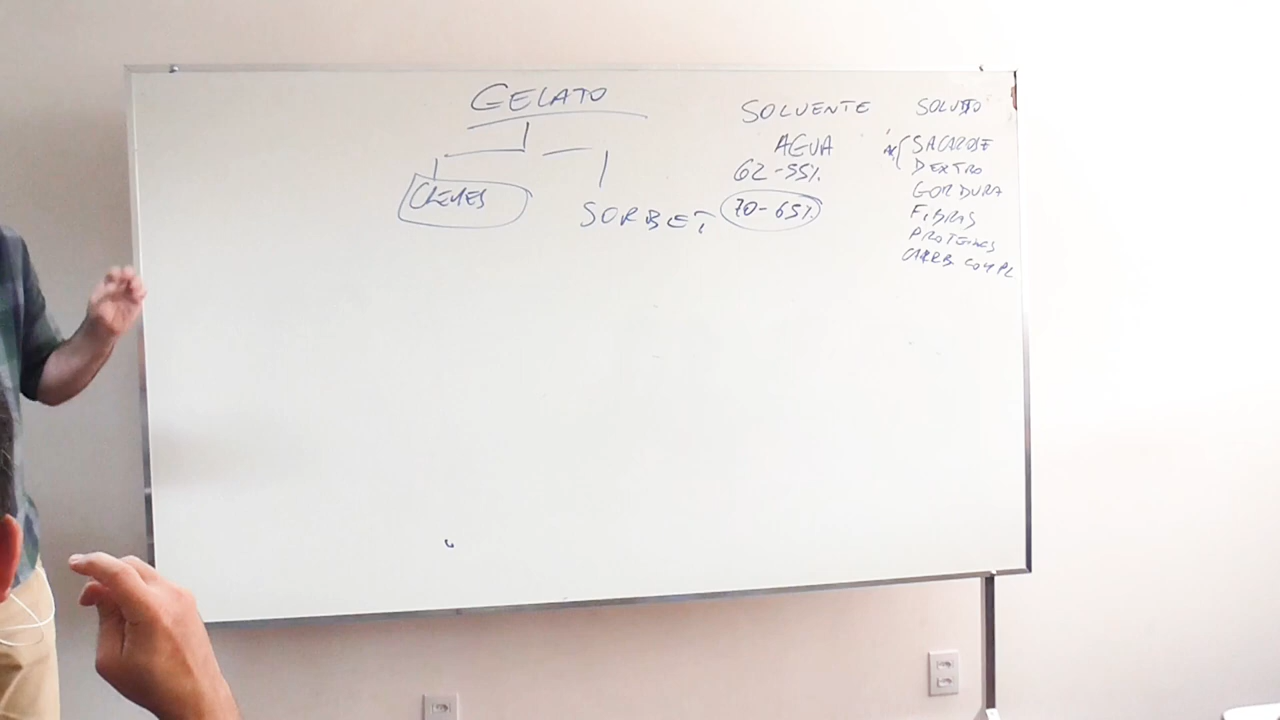 GELATO
CREMES
SORBET
SOLVENTE
AGUA
62-55%
70-65%
SOLUTO
SACAROSE
DEXTRO
GORDURA
FIBRAS
PROTEINAS
CARB COMPL